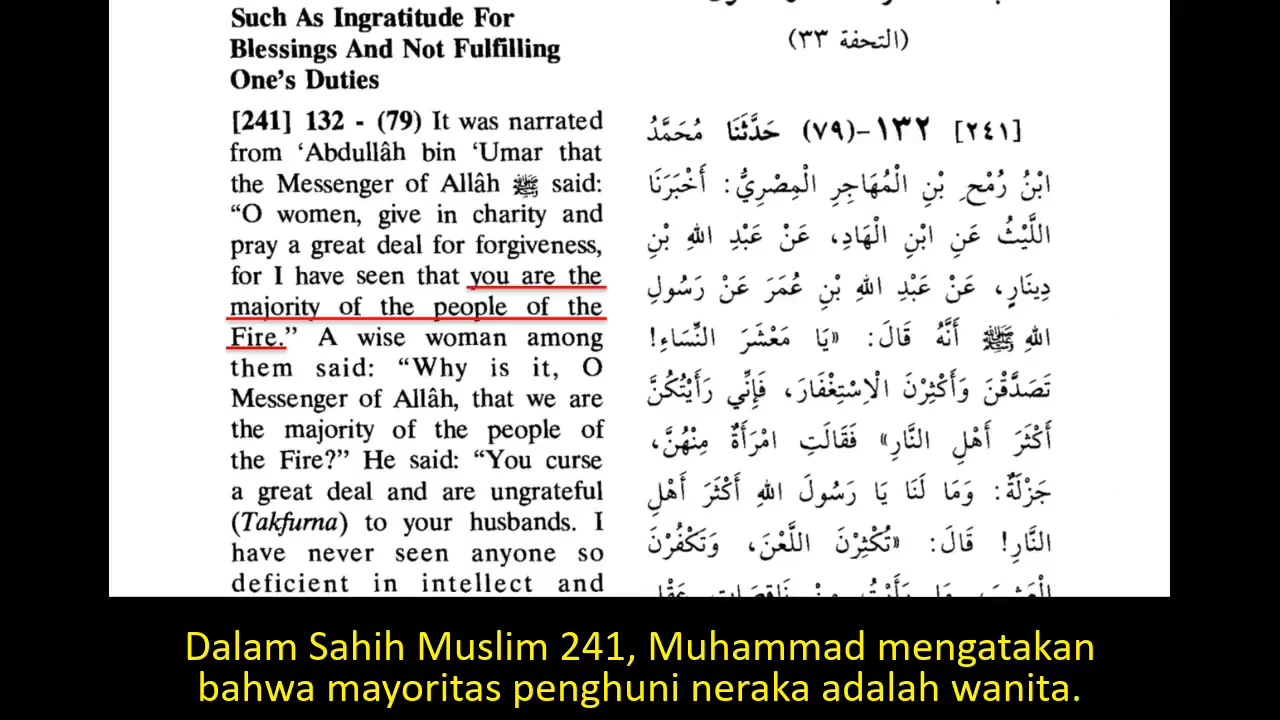 Such As Ingratitude For
Blessings And Not Fulfilling
One's Duties
[241] 132 - (79) It was narrated
from 'Abdullâh bin 'Umar that
the Messenger of Allâh ﷺ said:
"O women, give in charity and
pray a great deal for forgiveness,
for I have seen that you are the
majority of the people of the
Fire." A wise woman among
them said: "Why is it, O
Messenger of Allâh, that we are
the majority of the people of
the Fire?" He said: "You curse
a great deal and are ungrateful
(Takfurna) to your husbands. I
have never seen anyone so
deficient in intellect and
(التحفة ٣٣)
[٢٤١] ١٣٢-(٧٩) حَدَّثَنَا مُحَمَّدُ
ابْنُ رُمْحِ بْنِ الْمُهَاجِرِ الْمِصْرِيُّ: أَخْبَرَنَا
اللَّيْثُ عَنِ ابْنِ الْهَادِ، عَنْ عَبْدِ اللهِ بْنِ
دِينَارٍ، عَنْ عَبْدِ اللهِ بْنِ عُمَرَ عَنْ رَسُولِ
اللهِ ﷺ أَنَّهُ قَالَ: «يَا مَعْشَرَ النِّسَاءِ!
تَصَدَّقْنَ وَأَكْثِرْنَ الْاِسْتِغْفَارَ، فَإِنِّي رَأَيْتُكُنَّ
أَكْثَرَ أَهْلِ النَّارِ» فَقَالَتِ امْرَأَةٌ مِنْهُنَّ،
جَزْلَةٌ: وَمَا لَنَا يَا رَسُولَ اللهِ أَكْثَرَ أَهْلِ
النَّارِ! قَالَ: «تُكْثِرْنَ اللَّعْنَ، وَتَكْفُرْنَ
Dalam Sahih Muslim 241, Muhammad mengatakan
bahwa mayoritas penghuni neraka adalah wanita.